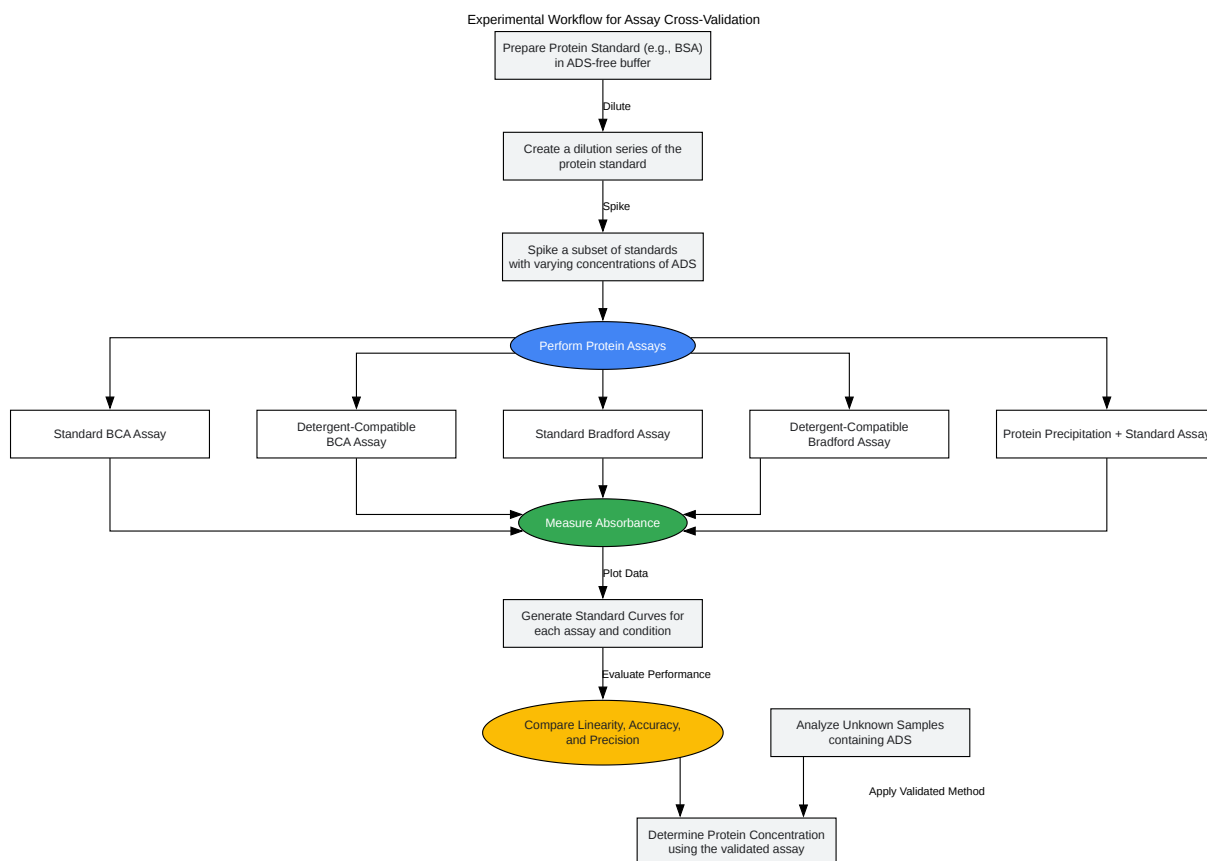 Experimental Workflow for Assay Cross-Validation
Prepare Protein Standard (e.g., BSA)
in ADS-free buffer
Dilute
Create a dilution series of the
protein standard
Spike
Spike a subset of standards
with varying concentrations of ADS
Perform Protein Assays
Standard BCA Assay
Detergent-Compatible
BCA Assay
Standard Bradford Assay
Detergent-Compatible
Bradford Assay
Protein Precipitation + Standard Assay
Measure Absorbance
Plot Data
Generate Standard Curves for
each assay and condition
Evaluate Performance
Compare Linearity, Accuracy,
and Precision
Analyze Unknown Samples
containing ADS
Apply Validated Method
Determine Protein Concentration
using the validated assay